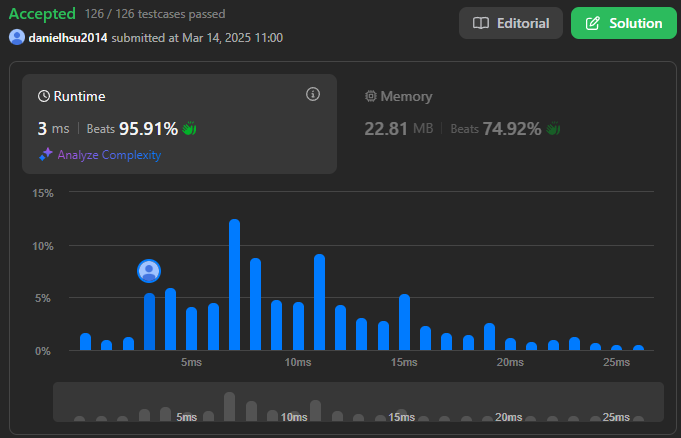 Accepted 126 / 126 testcases passed
Editorial
Solution
danielhsu2014 submitted at Mar 14, 2025 11:00
Runtime
Memory
3 ms | Beats 95.91%
22.81 MB | Beats 74.92%
Analyze Complexity
15%
10%
5%
0%
5ms 10ms 15ms 20ms 25ms
5ms 10ms 15ms 20ms 25ms